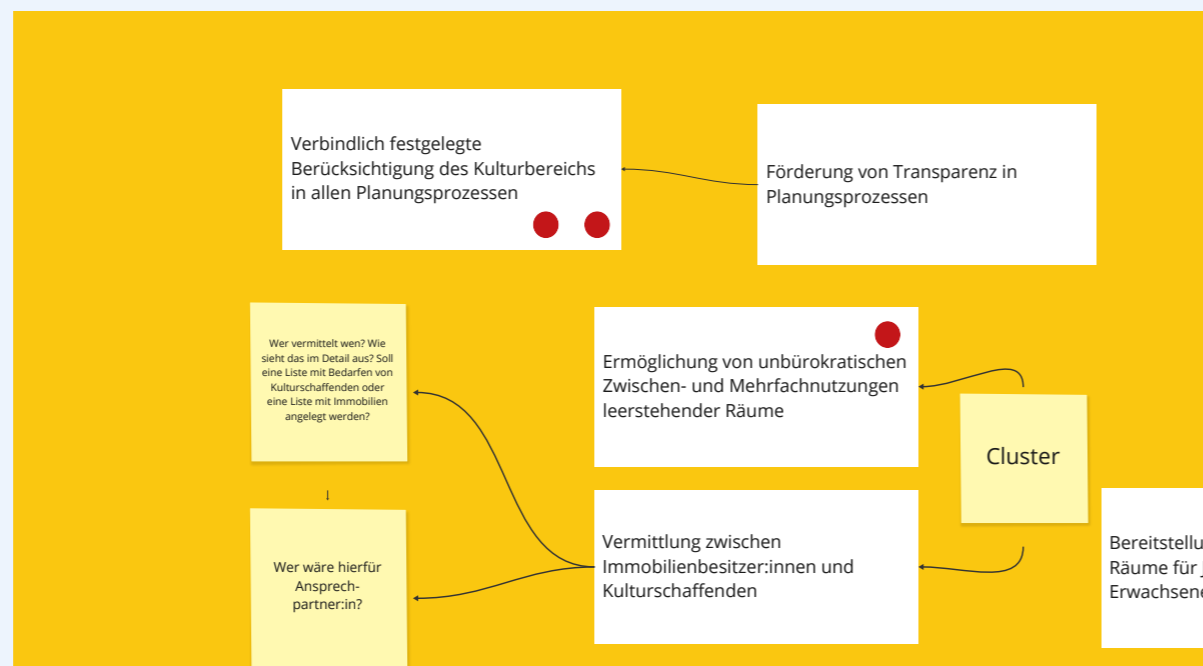 Verbindlich festgelegte
Berücksichtigung des Kulturbereichs
in allen Planungsprozessen
Förderung von Transparenz in
Planungsprozessen
Wer vermittelt wen? Wie
sieht das im Detail aus? Soll
eine Liste mit Bedarfen von
Kulturschaffenden oder
eine Liste mit Immobilien
angelegt werden?
Ermöglichung von unbürokratischen
Zwischen- und Mehrfachnutzungen
leerstehender Räume
Cluster
Wer wäre hierfür
Ansprech-
partner:in?
Vermittlung zwischen
Immobilienbesitzer:innen und
Kulturschaffenden
Räume für